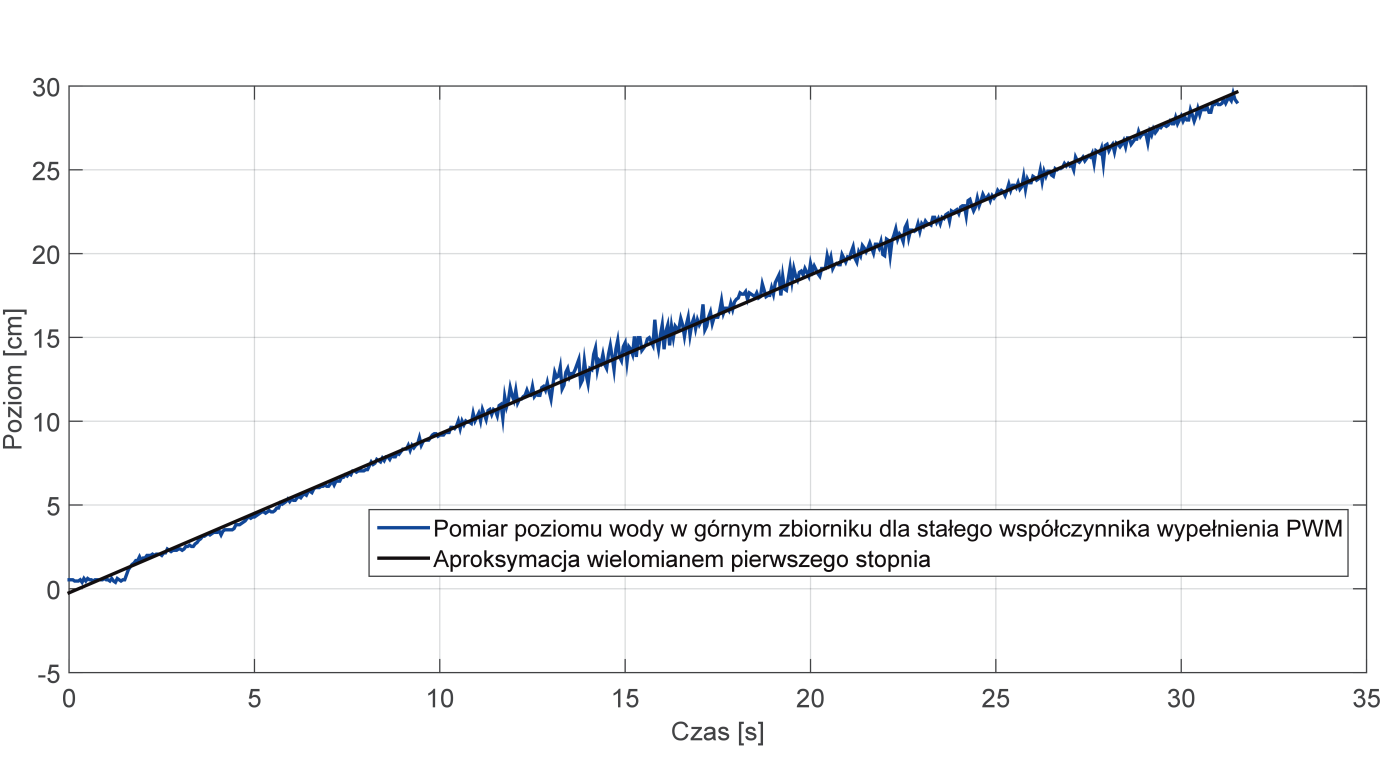 30
25
20
15
10
5
0
-5
Poziom [cm]
Pomiar poziomu wody w górnym zbiorniku dla stałego współczynnika wypełnienia PWM
Aproksymacja wielomianem pierwszego stopnia
0 5 10 15 20 25 30 35
Czas [s]